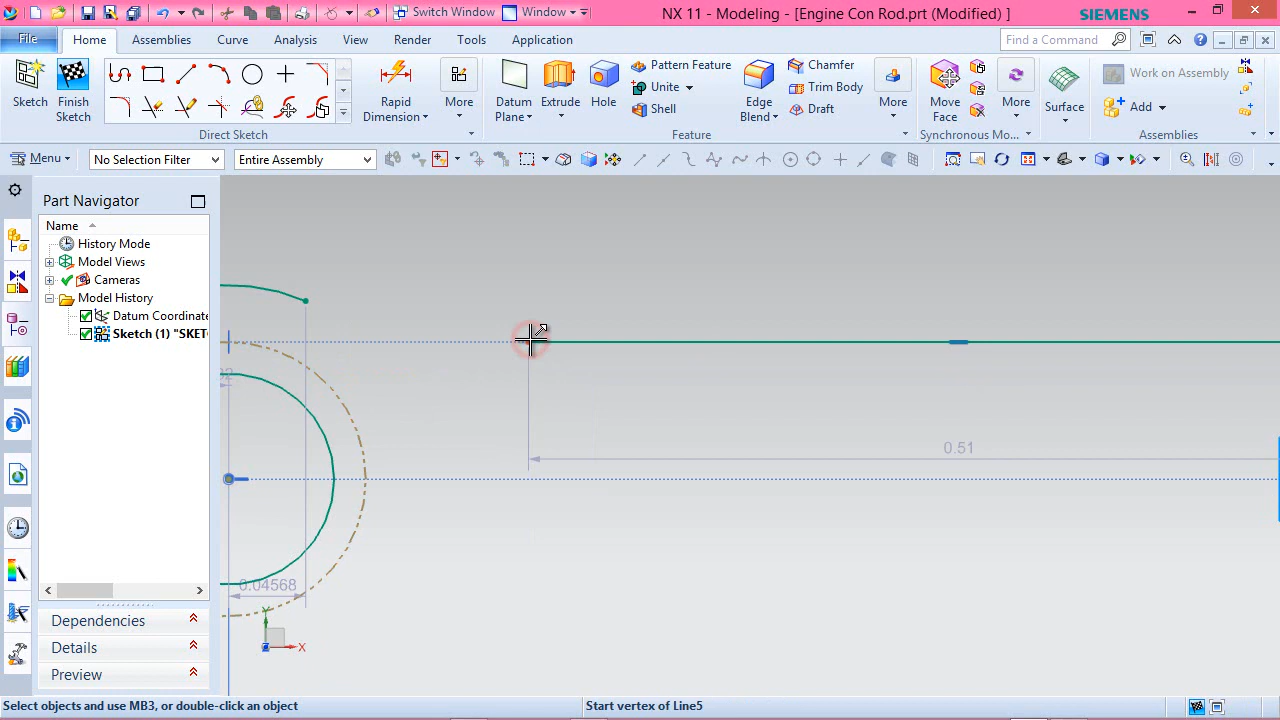 Switch Window
Window
NX 11 - Modeling - [Engine Con Rod.prt (Modified) ]
SIEMENS
File
Home
Assemblies
Curve
Analysis
View
Render
Tools
Application
Find a Command
Sketch
Finish
Sketch
Rapid
Dimension
More
Datum
Plane
Extrude
Hole
Pattern Feature
Unite
Shell
Edge
Blend
Chamfer
Trim Body
Draft
More
Move
Face
More
Surface
Work on Assembly
Add
Direct Sketch
Feature
Synchronous Mo...
Assemblies
Menu
No Selection Filter
Entire Assembly
Part Navigator
Name
History Mode
Model Views
Cameras
Model History
Datum Coordinate
Sketch (1) "SKET
Dependencies
Details
Preview
0.51
0.04568
Y
X
Select objects and use MB3, or double-click an object
Start vertex of Line5